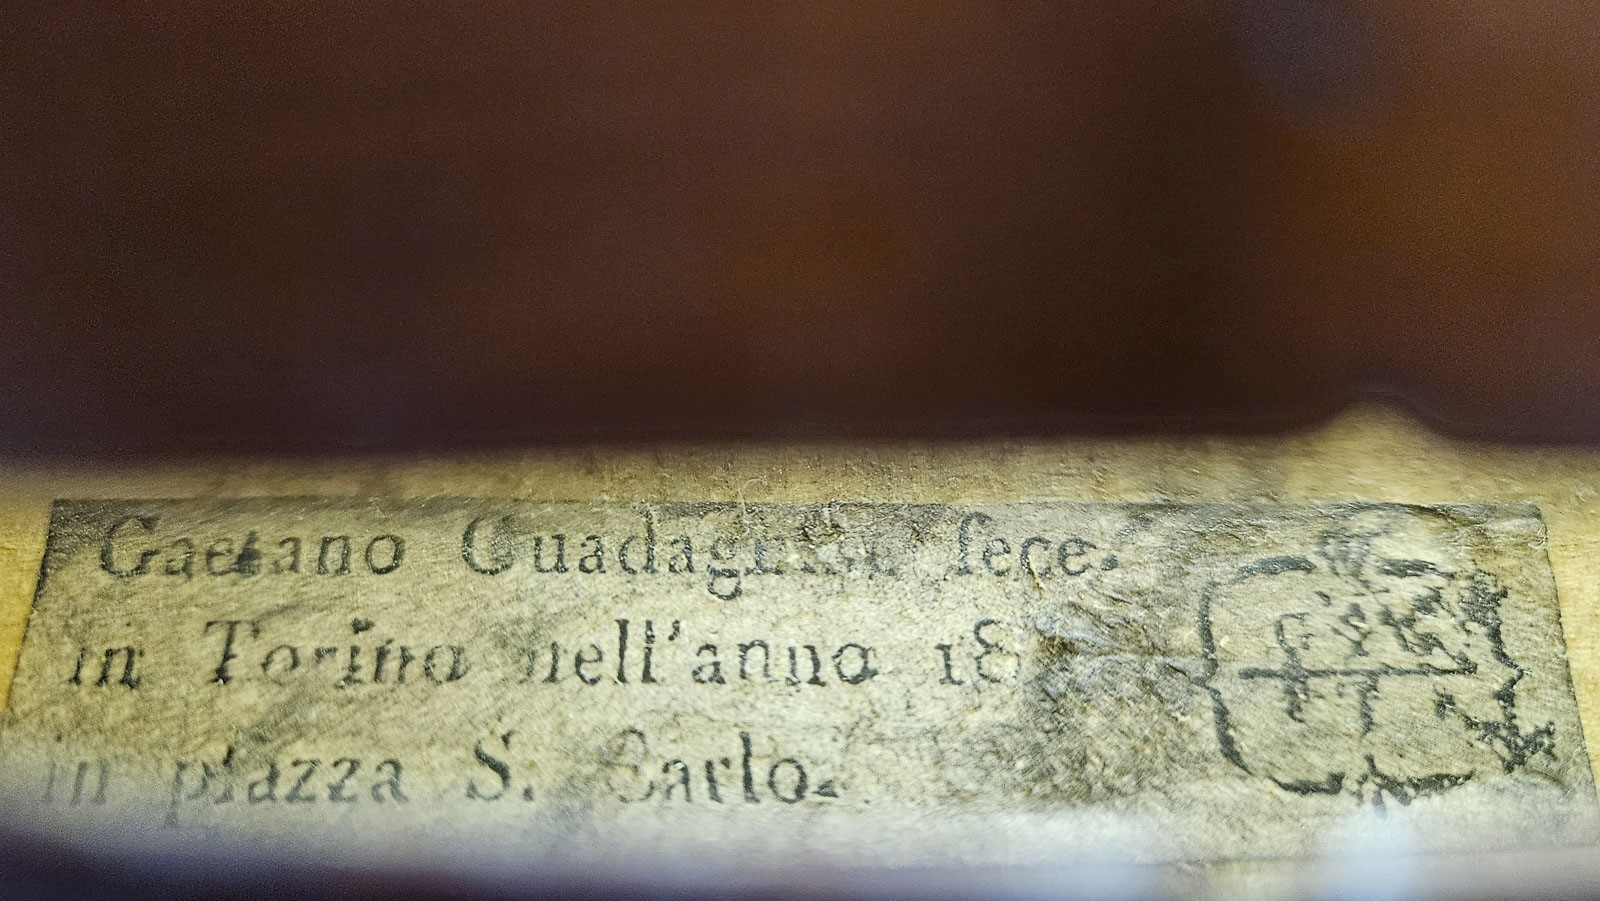 Gaetano Guadagnini fece.
in Torino nell'anno 18
in piazza S. Carlo.